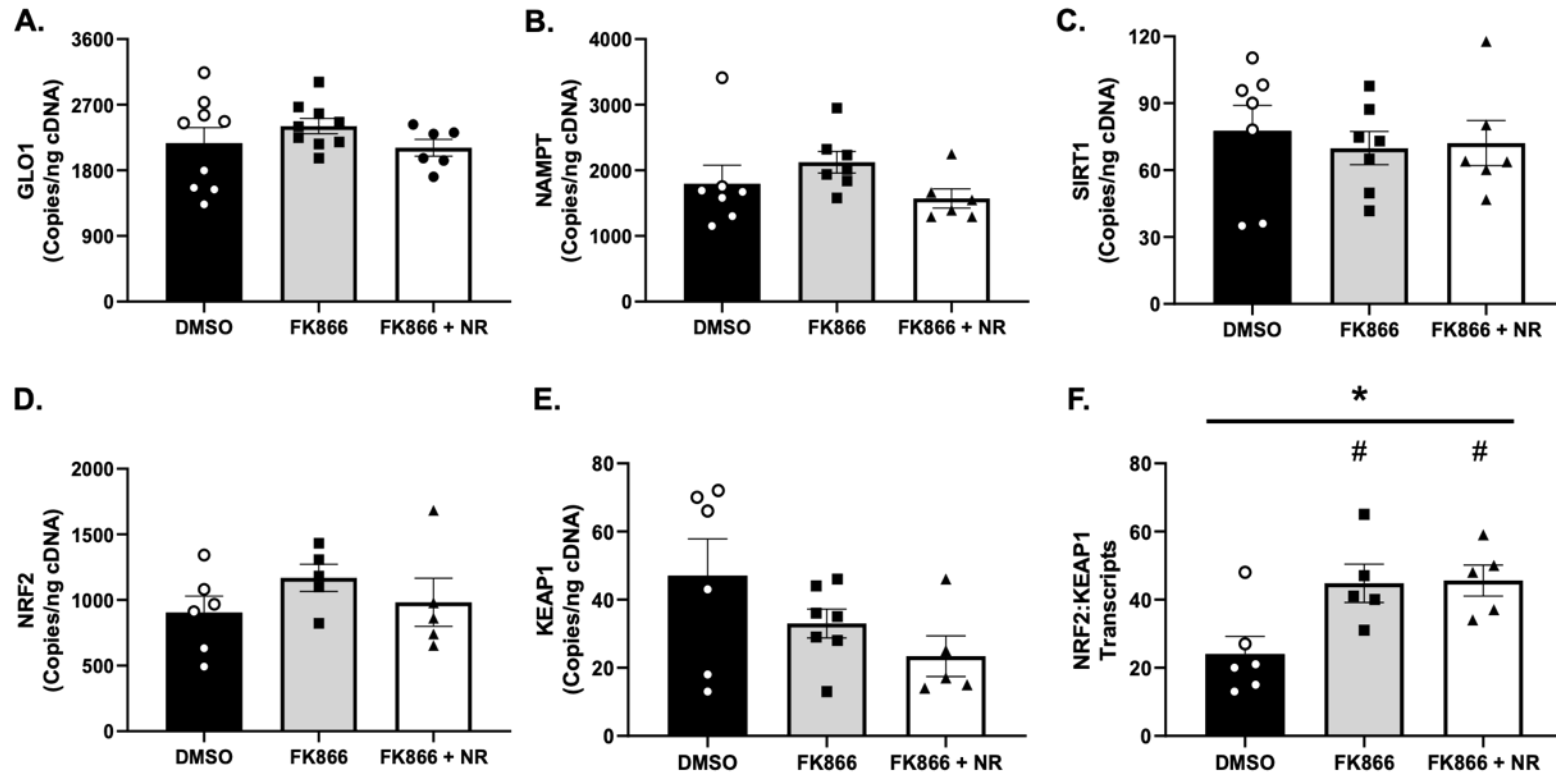 A.
GLO1
(Copies/ng cDNA)
3600
2700
1800
900
0
DMSO
FK866
FK866 + NR
B.
NAMPT
(Copies/ng cDNA)
4000
3000
2000
1000
0
DMSO
FK866
FK866 + NR
C.
SIRT1
(Copies/ng cDNA)
120
90
60
30
0
DMSO
FK866
FK866 + NR
D.
NRF2
(Copies/ng cDNA)
2000
1500
1000
500
0
DMSO
FK866
FK866 + NR
E.
KEAP1
(Copies/ng cDNA)
80
60
40
20
0
DMSO
FK866
FK866 + NR
F.
*
# #
NRF2:KEAP1
Transcripts
80
60
40
20
0
DMSO
FK866
FK866 + NR